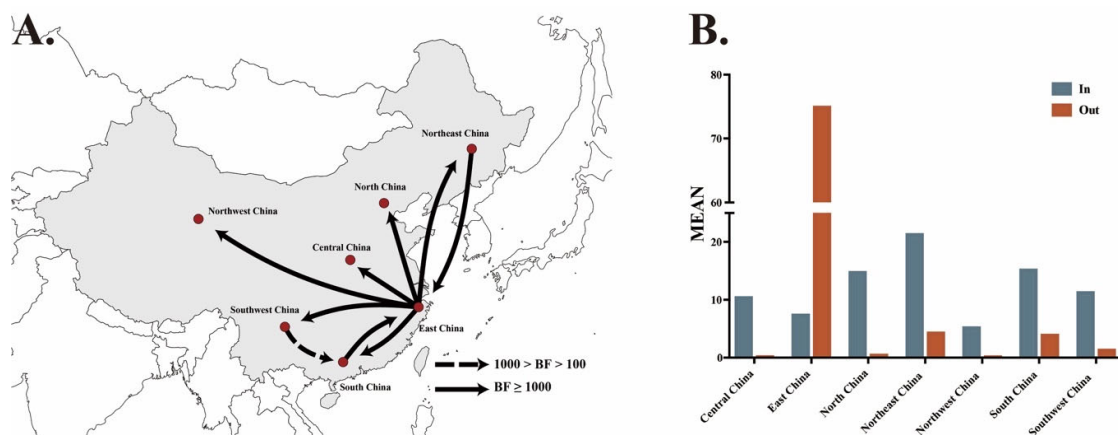 A.
Northeast China
North China
Northwest China
Central China
Southwest China
East China
South China
1000 > BF > 100
BF ≥ 1000
B.
80
70
60
20
10
0
MEAN
In
Out
Central China
East China
North China
Northeast China
Northwest China
South China
Southwest China